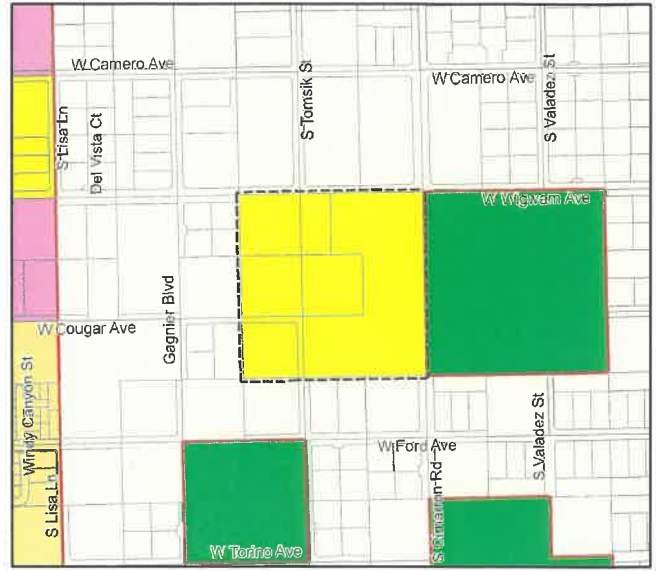 W Camero Ave
W Camero Ave
S Tomsik St
S Valadez St
S Lisa Ln
Del Vista Ct
W Wigwam Ave
Gagnier Blvd
W Cougar Ave
Windy Canyon St
S Lisa Ln
W Ford Ave
S Cimarron Rd
S Valadez St
W Torino Ave